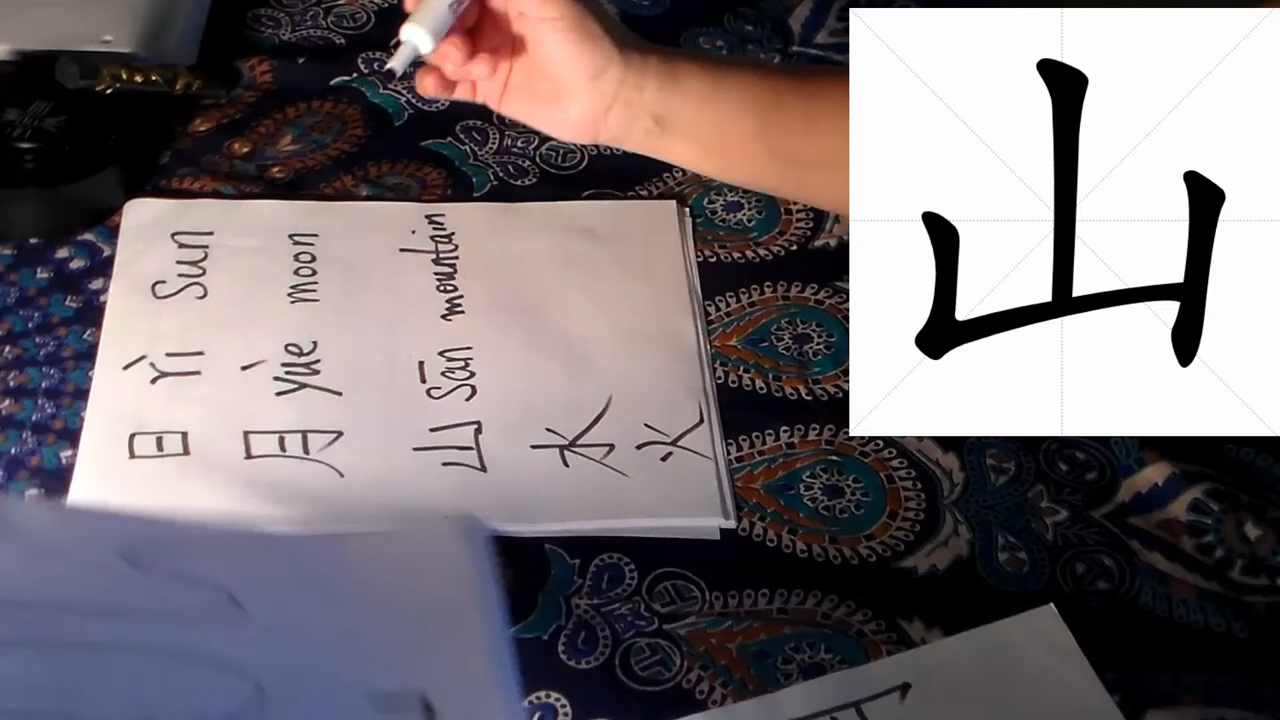 日 rì sun
月 yuè moon
山 sān mountain
水
火
山